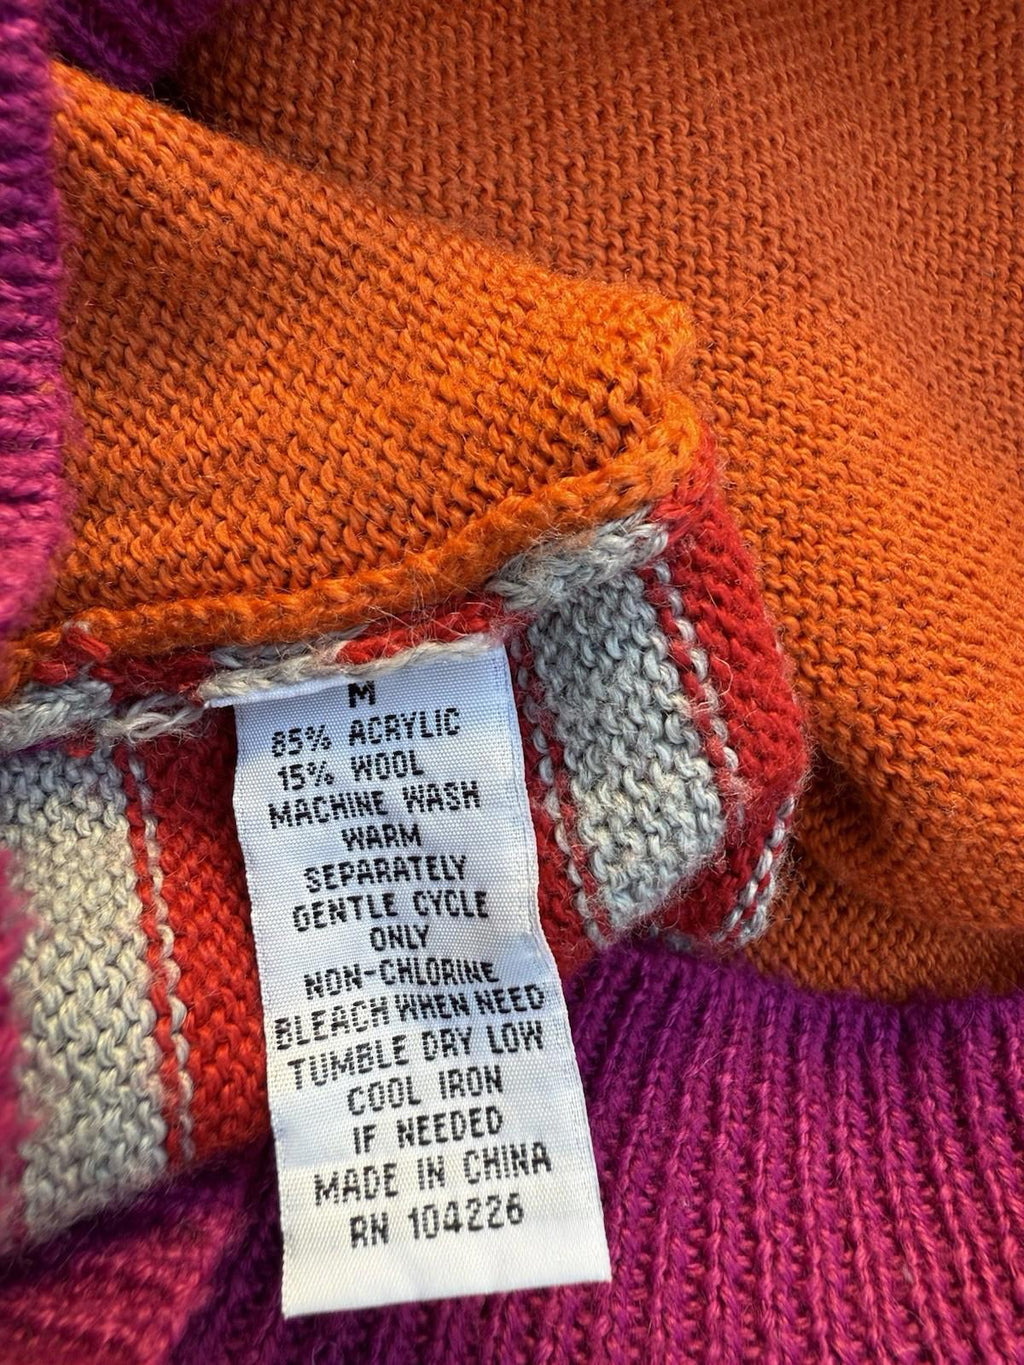 M
85% ACRYLIC
15% WOOL
MACHINE WASH
WARM
SEPARATELY
GENTLE CYCLE
ONLY
NON-CHLORINE
BLEACH WHEN NEED
TUMBLE DRY LOW
COOL IRON
IF NEEDED
MADE IN CHINA
RN 104226